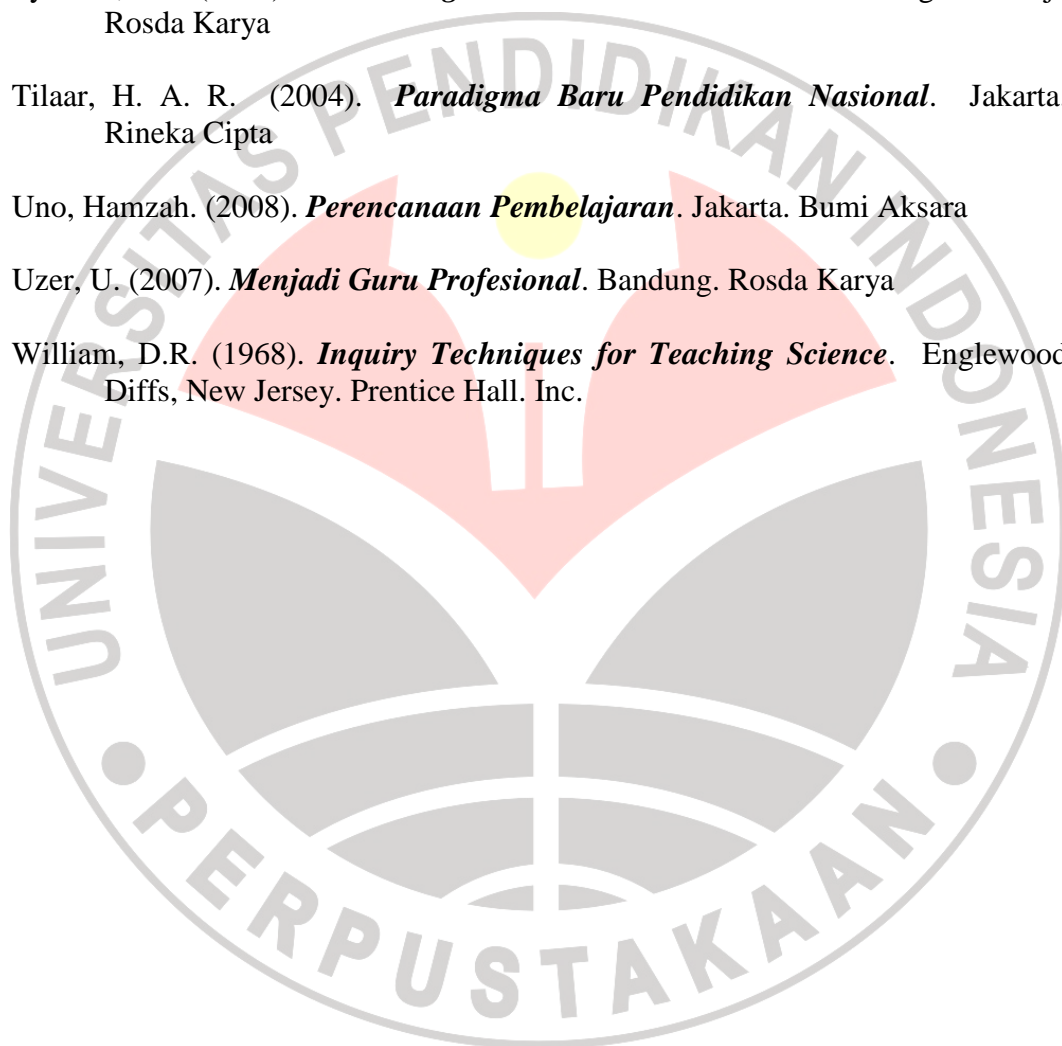 Rosda Karya
Tilaar, H. A. R. (2004). Paradigma Baru Pendidikan Nasional. Jakarta
Rineka Cipta
Uno, Hamzah. (2008). Perencanaan Pembelajaran. Jakarta. Bumi Aksara
Uzer, U. (2007). Menjadi Guru Profesional. Bandung. Rosda Karya
William, D.R. (1968). Inquiry Techniques for Teaching Science. Englewood
Diffs, New Jersey. Prentice Hall. Inc.
UNIVERSITAS PENDIDIKAN INDONESIA
PERPUSTAKAAN